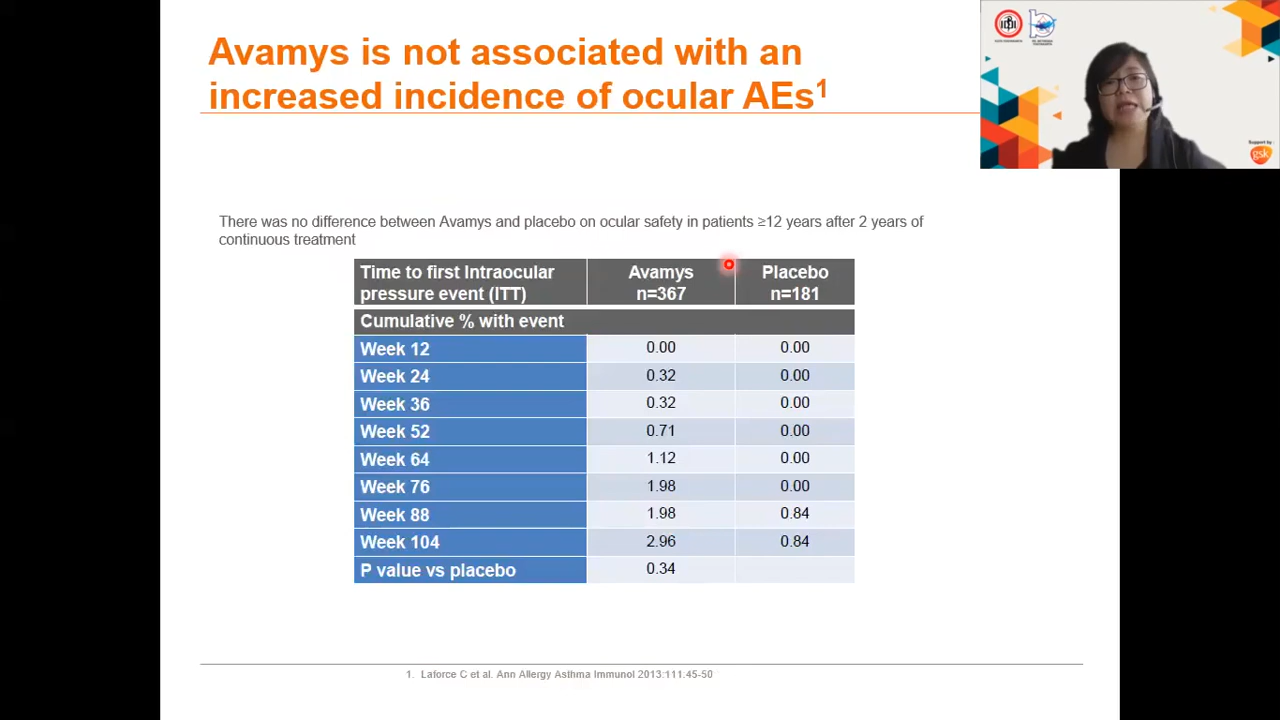 Avamys is not associated with an
increased incidence of ocular AEs1
Support by :
gsk
There was no difference between Avamys and placebo on ocular safety in patients ≥12 years after 2 years of
continuous treatment
Time to first Intraocular pressure event (ITT) Avamys n=367 Placebo n=181
Cumulative % with event
Week 12 0.00 0.00
Week 24 0.32 0.00
Week 36 0.32 0.00
Week 52 0.71 0.00
Week 64 1.12 0.00
Week 76 1.98 0.00
Week 88 1.98 0.84
Week 104 2.96 0.84
P value vs placebo 0.34
1. Laforce C et al. Ann Allergy Asthma Immunol 2013:111:45-50